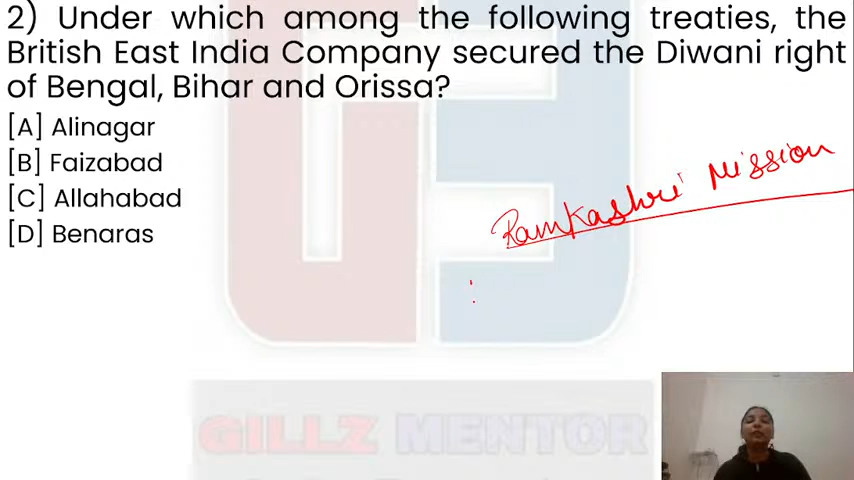 2) Under which among the following treaties, the
British East India Company secured the Diwani right
of Bengal, Bihar and Orissa?
[A] Alinagar
[B] Faizabad
[C] Allahabad
[D] Benaras
Ramkashri Mission
GILLZ MENTOR